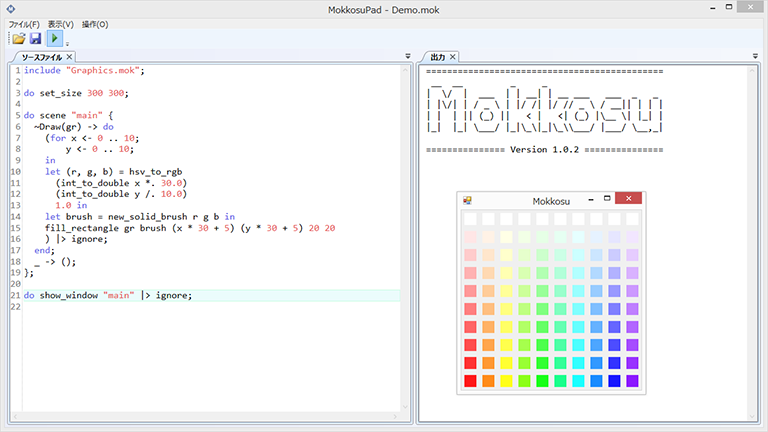 MokkosuPad - Demo.mok
ファイル(F) 表示(V) 操作(O)
ソースファイル
1 include "Graphics.mok";
2
3 do set_size 300 300;
4
5 do scene "main" {
6 ~Draw(gr) -> do
7 (for x <- 0 .. 10;
8 y <- 0 .. 10;
9 in
10 let (r, g, b) = hsv_to_rgb
11 (int_to_double x *. 30.0)
12 (int_to_double y /. 10.0)
13 1.0 in
14 let brush = new_solid_brush r g b in
15 fill_rectangle gr brush (x * 30 + 5) (y * 30 + 5) 20 20
16 ) |> ignore;
17 end;
18 _ -> ();
19 };
20
21 do show_window "main" |> ignore;
22
出力
=============================================
Mokkosu
=============== Version 1.0.2 ===============
Mokkosu